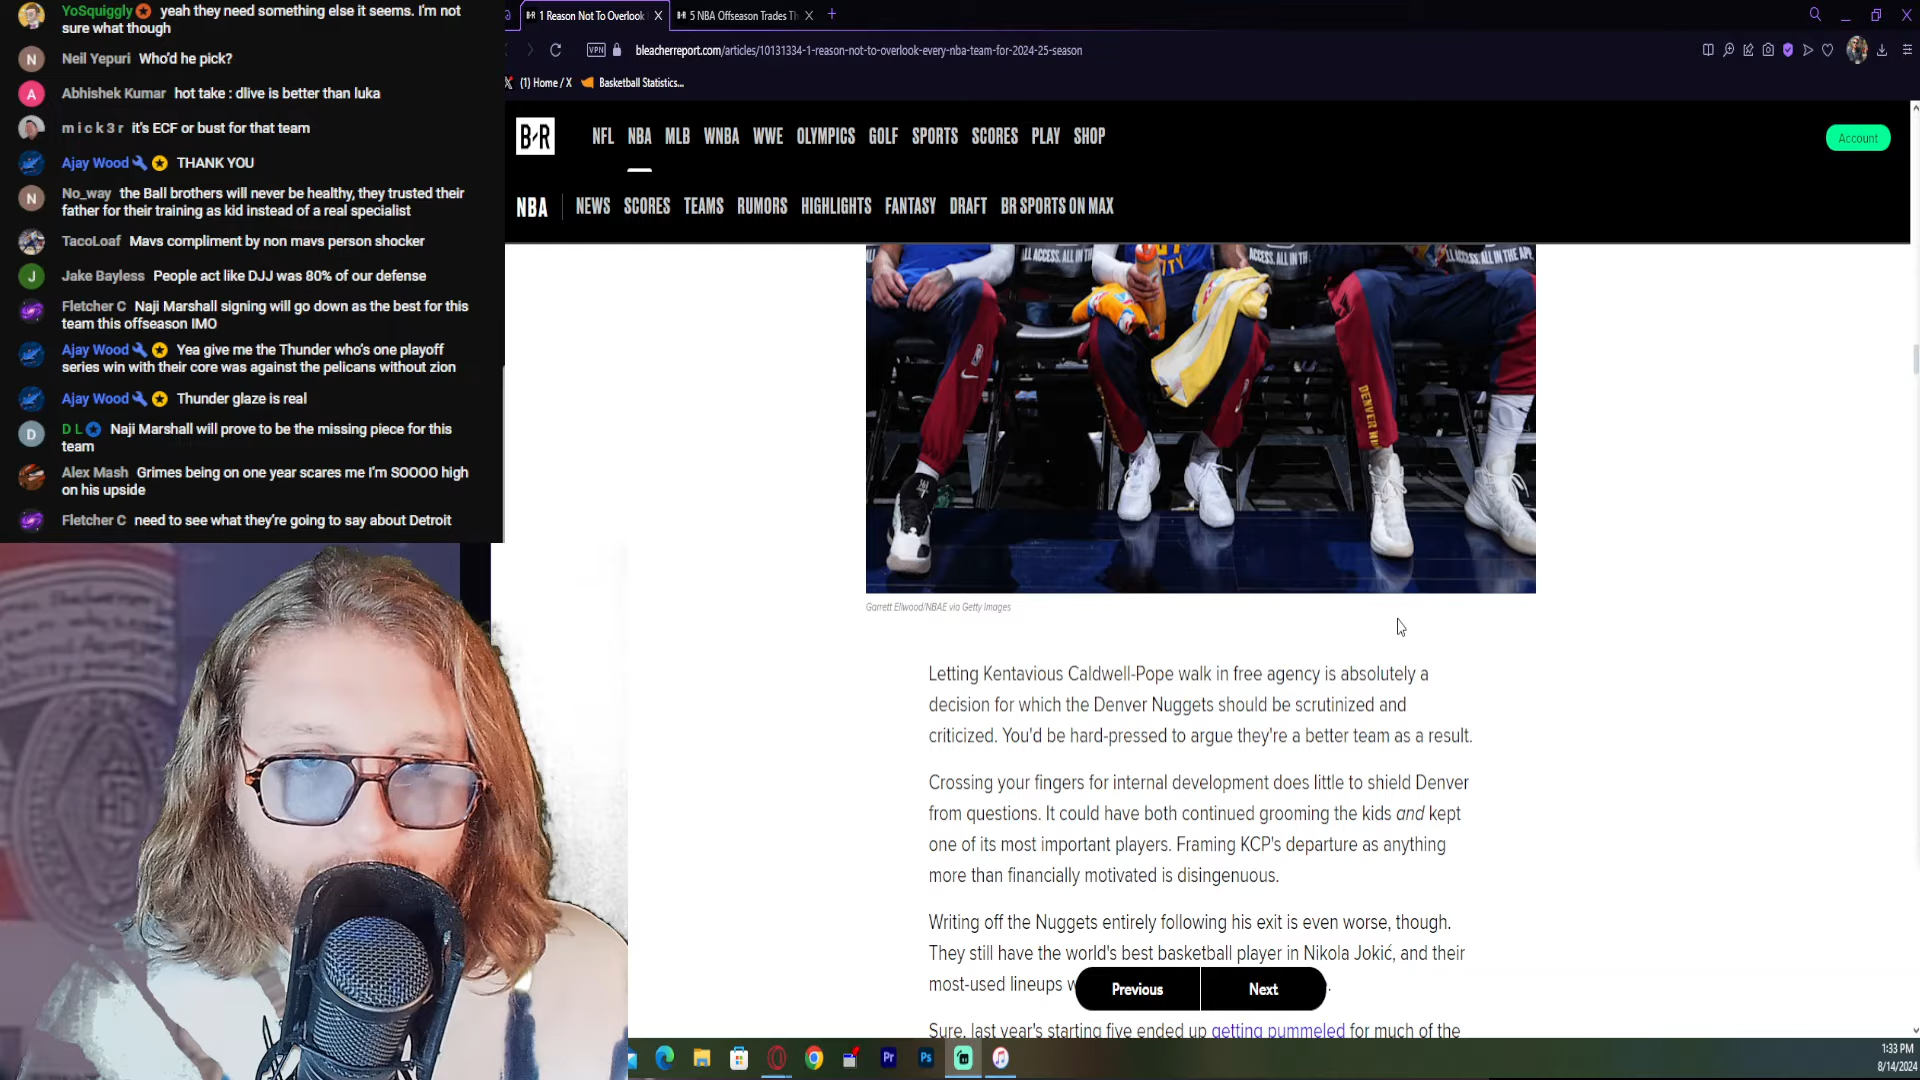 YoSquiggly yeah they need something else it seems. I'm not
sure what though
N Neil Yepuri Who'd he pick?
A Abhishek Kumar hot take : dlive is better than luka
m i c k 3 r it's ECF or bust for that team
Ajay Wood THANK YOU
N No_way the Ball brothers will never be healthy, they trusted their
father for their training as kid instead of a real specialist
TacoLoaf Mavs compliment by non mavs person shocker
J Jake Bayless People act like DJJ was 80% of our defense
Fletcher C Naji Marshall signing will go down as the best for this
team this offseason IMO
Ajay Wood Yea give me the Thunder who's one playoff
series win with their core was against the pelicans without zion
Ajay Wood Thunder glaze is real
D D L Naji Marshall will prove to be the missing piece for this
team
Alex Mash Grimes being on one year scares me I'm SOOOO high
on his upside
Fletcher C need to see what they're going to say about Detroit
B-R 1 Reason Not To Overlook
B-R 5 NBA Offseason Trades Th
VPN bleacherreport.com/articles/10131334-1-reason-not-to-overlook-every-nba-team-for-2024-25-season
(1) Home / X Basketball Statistics...
B-R NFL NBA MLB WNBA WWE OLYMPICS GOLF SPORTS SCORES PLAY SHOP
Account
NBA NEWS SCORES TEAMS RUMORS HIGHLIGHTS FANTASY DRAFT BR SPORTS ON MAX
Garrett Ellwood/NBAE via Getty Images
Letting Kentavious Caldwell-Pope walk in free agency is absolutely a
decision for which the Denver Nuggets should be scrutinized and
criticized. You'd be hard-pressed to argue they're a better team as a result.
Crossing your fingers for internal development does little to shield Denver
from questions. It could have both continued grooming the kids and kept
one of its most important players. Framing KCP's departure as anything
more than financially motivated is disingenuous.
Writing off the Nuggets entirely following his exit is even worse, though.
They still have the world's best basketball player in Nikola Jokić, and their
most-used lineups
Previous Next
Sure, last year's starting five ended up getting pummeled for much of the
Pr Ps
1:33 PM
8/14/2024